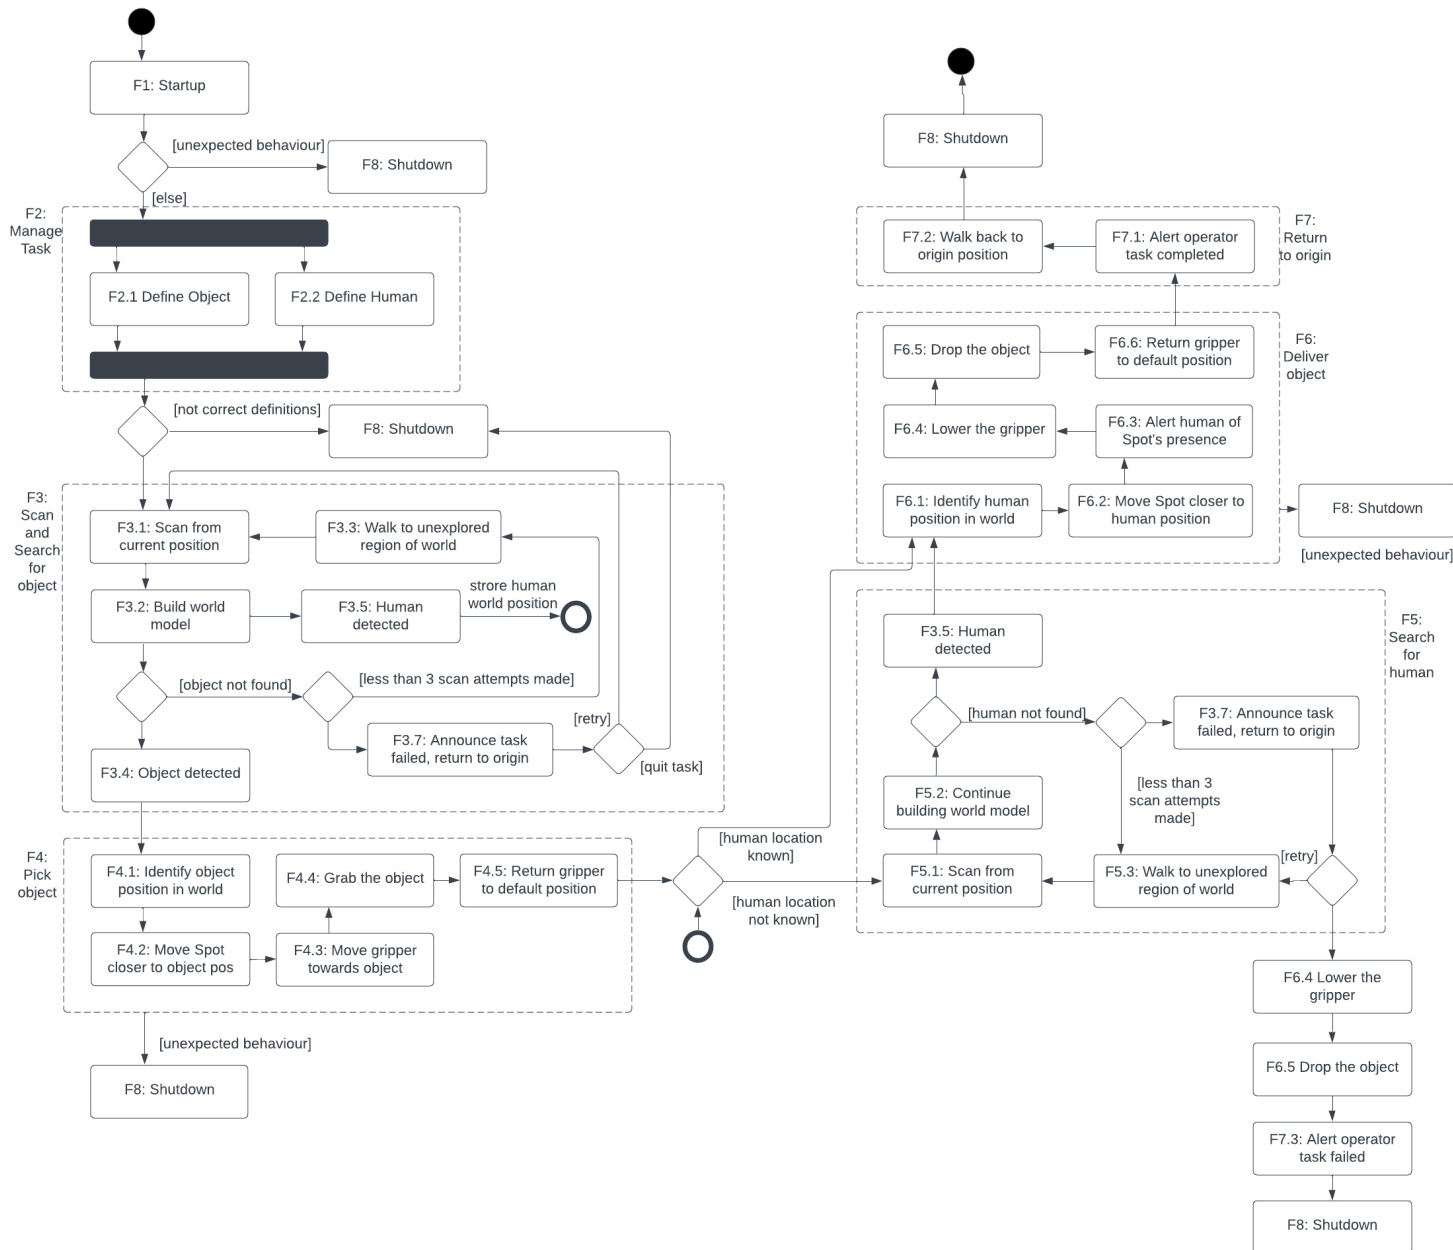 F1: Startup
[unexpected behaviour]
F8: Shutdown
[else]
F2:
Manage
Task
F2.1 Define Object
F2.2 Define Human
[not correct definitions]
F8: Shutdown
F3:
Scan
and
Search
for
object
F3.1: Scan from
current position
F3.3: Walk to unexplored
region of world
F3.2: Build world
model
F3.5: Human
detected
strore human
world position
[object not found]
[less than 3 scan attempts made]
[retry]
F3.7: Announce task
failed, return to origin
[quit task]
F3.4: Object detected
F4:
Pick
object
F4.1: Identify object
position in world
F4.4: Grab the object
F4.5: Return gripper
to default position
F4.2: Move Spot
closer to object pos
F4.3: Move gripper
towards object
[unexpected behaviour]
F8: Shutdown
[human location
known]
[human location
not known]
F8: Shutdown
F7.2: Walk back to
origin position
F7.1: Alert operator
task completed
F7:
Return
to origin
F6.5: Drop the object
F6.6: Return gripper
to default position
F6:
Deliver
object
F6.4: Lower the gripper
F6.3: Alert human of
Spot's presence
F6.1: Identify human
position in world
F6.2: Move Spot closer to
human position
F8: Shutdown
[unexpected behaviour]
F3.5: Human
detected
F5:
Search
for
human
[human not found]
F3.7: Announce task
failed, return to origin
F5.2: Continue
building world model
[less than 3
scan attempts
made]
F5.1: Scan from
current position
F5.3: Walk to unexplored
region of world
[retry]
F6.4 Lower the
gripper
F6.5 Drop the object
F7.3: Alert operator
task failed
F8: Shutdown